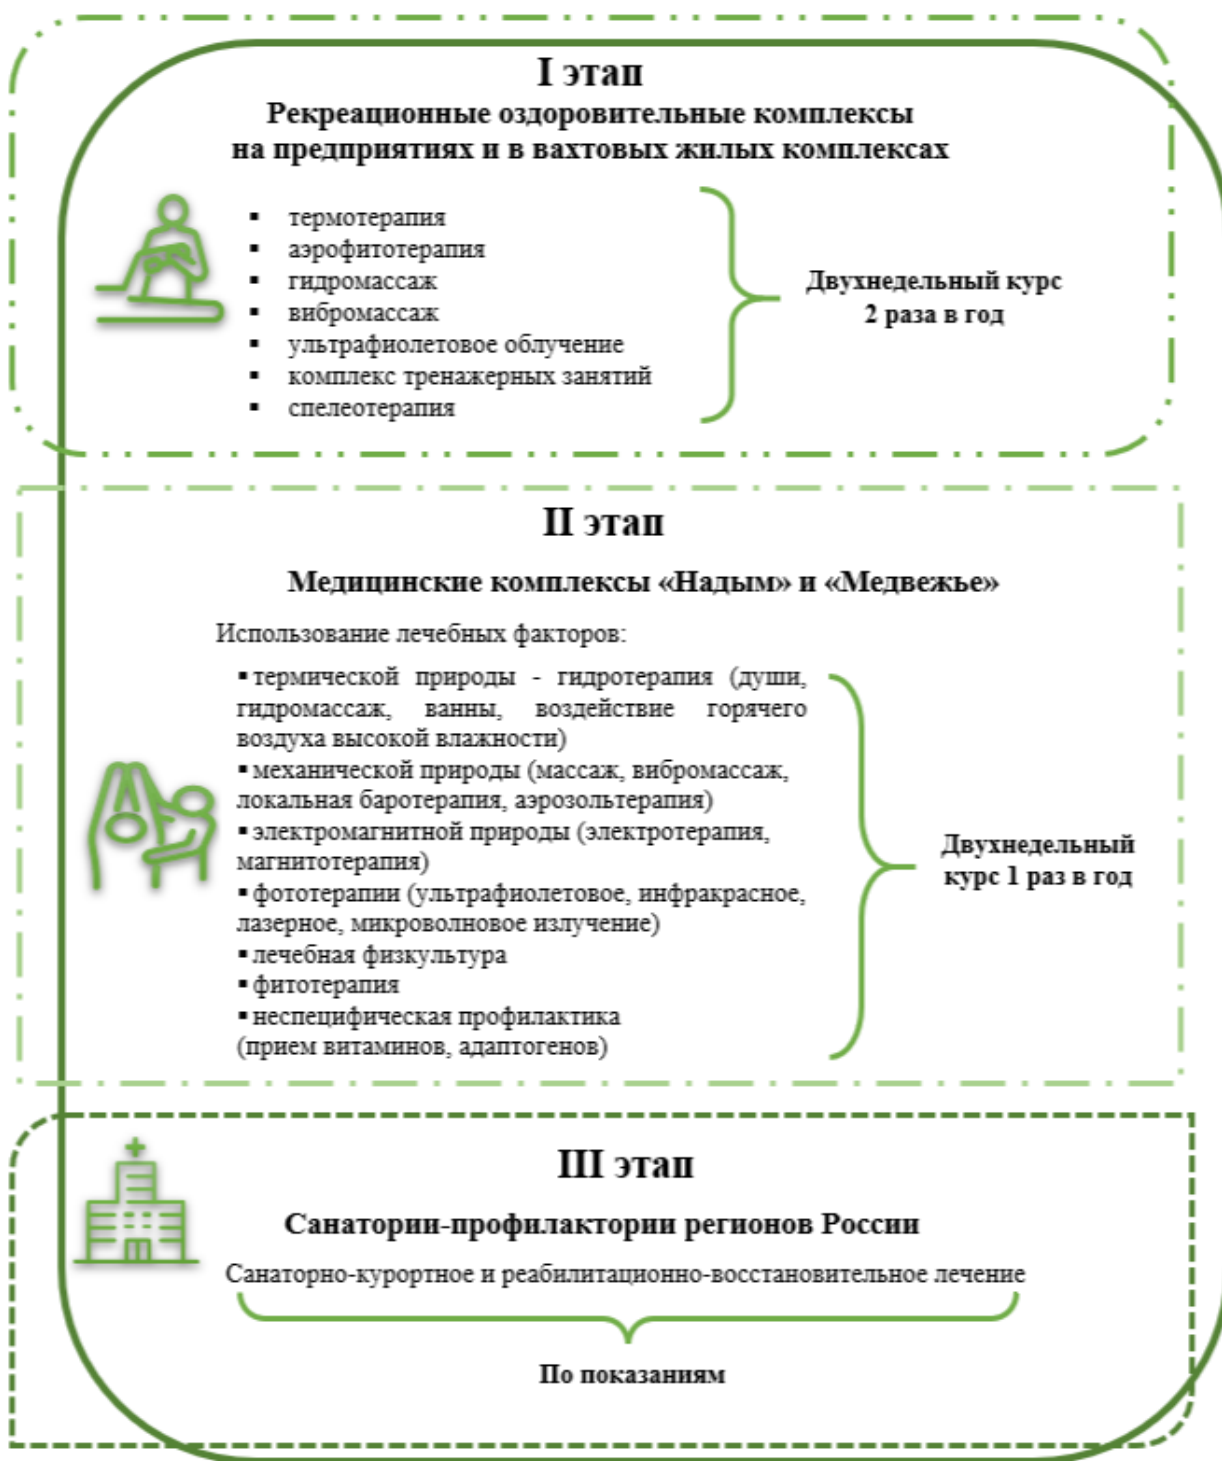 I этап
Рекреационные оздоровительные комплексы
на предприятиях и в вахтовых жилых комплексах
▪ термотерапия
▪ аэрофитотерапия
▪ гидромассаж
▪ вибромассаж
▪ ультрафиолетовое облучение
▪ комплекс тренажерных занятий
▪ спелеотерапия
Двухнедельный курс
2 раза в год
II этап
Медицинские комплексы «Надым» и «Медвежье»
Использование лечебных факторов:
▪ термической природы - гидротерапия (души,
гидромассаж, ванны, воздействие горячего
воздуха высокой влажности)
▪ механической природы (массаж, вибромассаж,
локальная баротерапия, аэрозольтерапия)
▪ электромагнитной природы (электротерапия,
магнитотерапия)
▪ фототерапии (ультрафиолетовое, инфракрасное,
лазерное, микроволновое излучение)
▪ лечебная физкультура
▪ фитотерапия
▪ неспецифическая профилактика
(прием витаминов, адаптогенов)
Двухнедельный
курс 1 раз в год
III этап
Санатории-профилактории регионов России
Санаторно-курортное и реабилитационно-восстановительное лечение
По показаниям